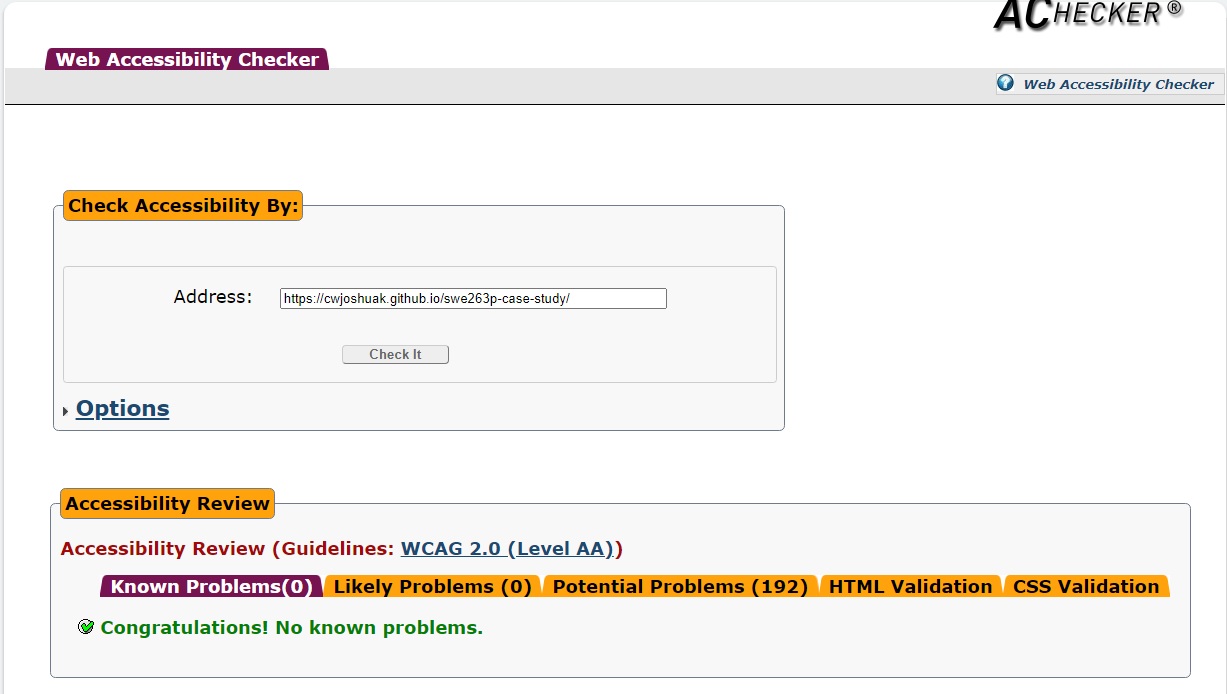 ACHECKER ®
Web Accessibility Checker
Web Accessibility Checker
Check Accessibility By:
Address: https://cwjoshuak.github.io/swe263p-case-study/
Check It
Options
Accessibility Review
Accessibility Review (Guidelines: WCAG 2.0 (Level AA))
Known Problems(0) Likely Problems (0) Potential Problems (192) HTML Validation CSS Validation
Congratulations! No known problems.